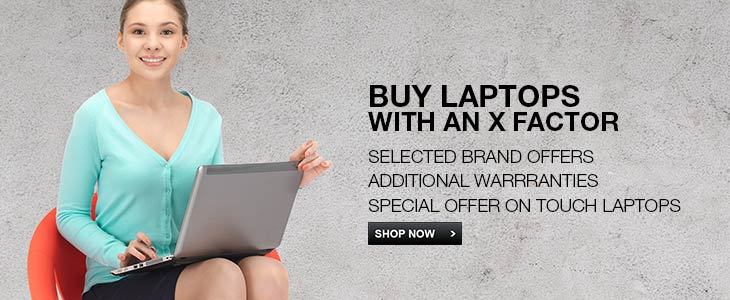 BUY LAPTOPS
WITH AN X FACTOR
SELECTED BRAND OFFERS
ADDITIONAL WARRRANTIES
SPECIAL OFFER ON TOUCH LAPTOPS
SHOP NOW >